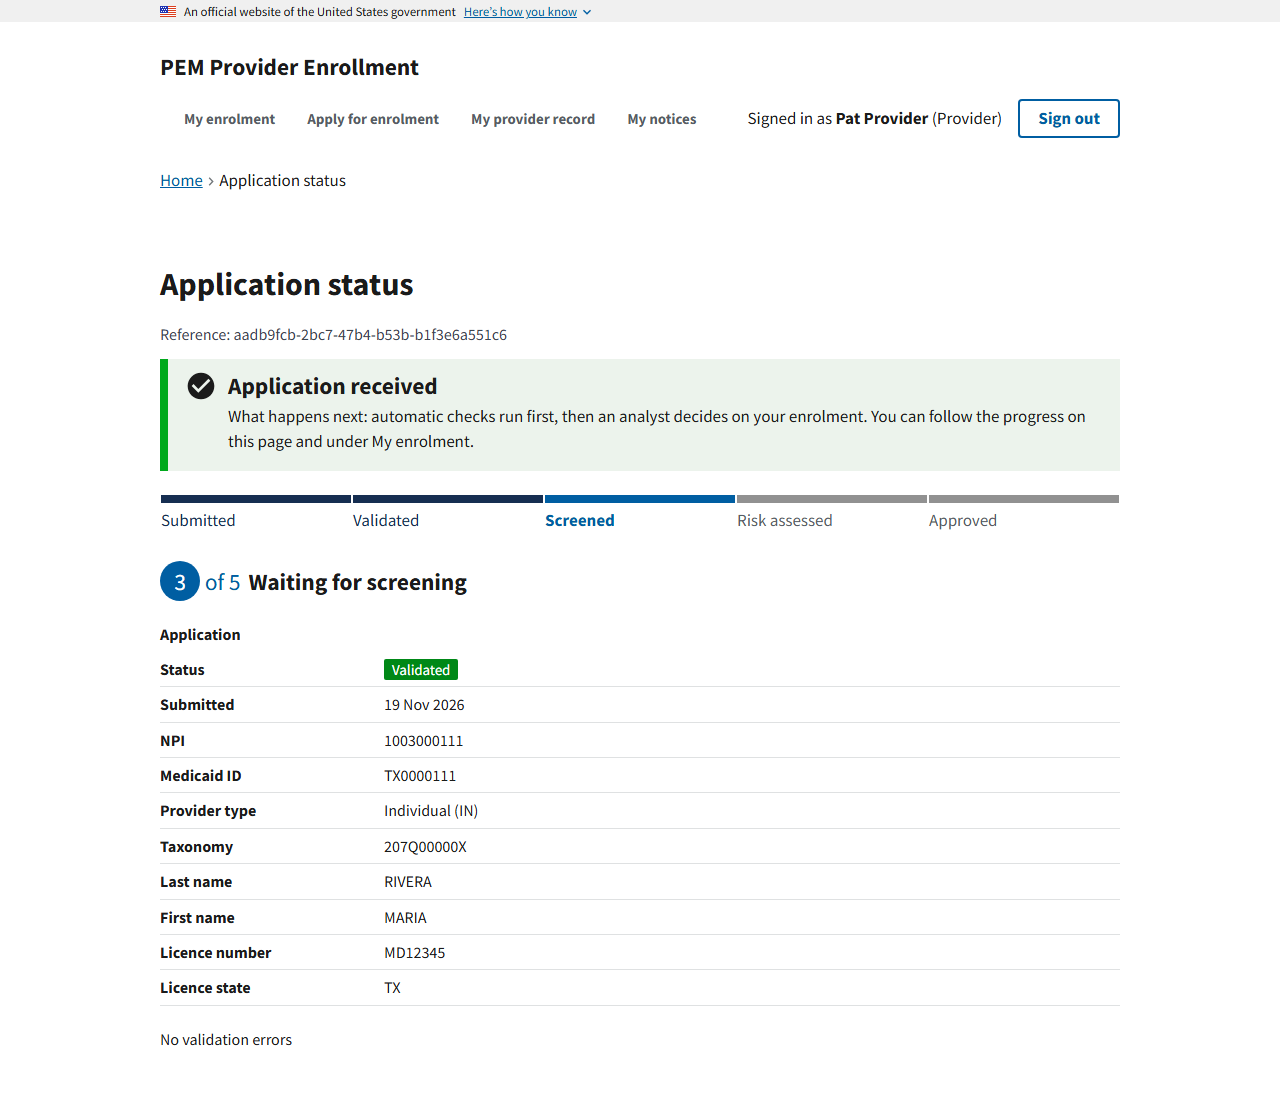 An official website of the United States government Here's how you know
PEM Provider Enrollment
My enrolment Apply for enrolment My provider record My notices Signed in as Pat Provider (Provider) Sign out
Home › Application status
Application status
Reference: aadb9fcb-2bc7-47b4-b53b-b1f3e6a551c6
Application received
What happens next: automatic checks run first, then an analyst decides on your enrolment. You can follow the progress on
this page and under My enrolment.
Submitted Validated Screened Risk assessed Approved
3 of 5 Waiting for screening
Application
Status Validated
Submitted 19 Nov 2026
NPI 1003000111
Medicaid ID TX0000111
Provider type Individual (IN)
Taxonomy 207Q00000X
Last name RIVERA
First name MARIA
Licence number MD12345
Licence state TX
No validation errors